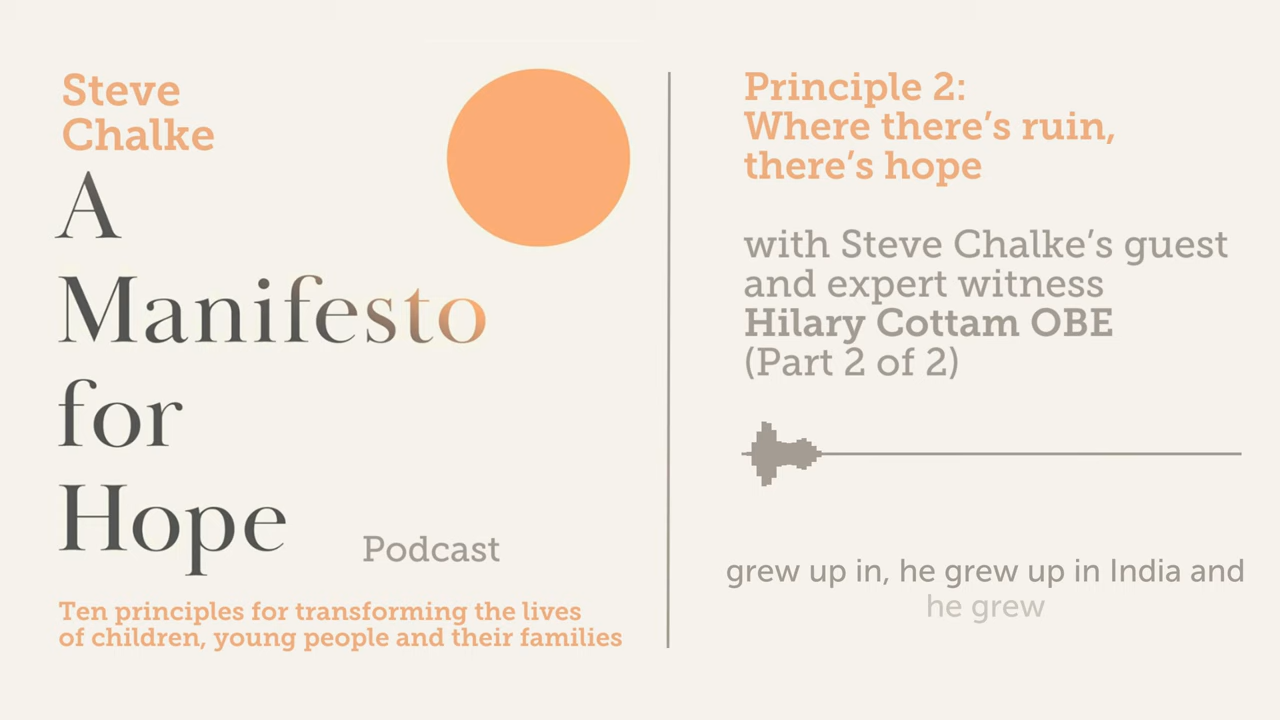 Steve
Chalke
A
Manifesto
for
Hope
Podcast
Ten principles for transforming the lives
of children, young people and their families
Principle 2:
Where there’s ruin,
there’s hope
with Steve Chalke’s guest
and expert witness
Hilary Cottam OBE
(Part 2 of 2)
grew up in, he grew up in India and
he grew